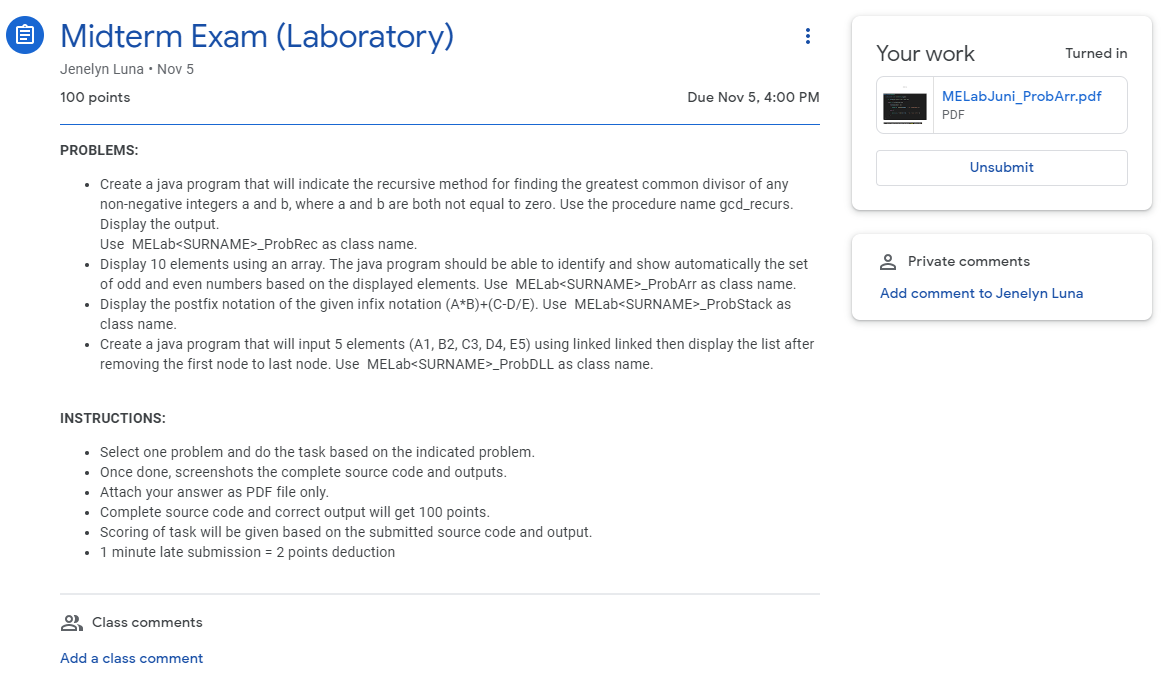 Midterm Exam (Laboratory)
Jenelyn Luna • Nov 5
100 points
Due Nov 5, 4:00 PM
PROBLEMS:
• Create a java program that will indicate the recursive method for finding the greatest common divisor of any
non-negative integers a and b, where a and b are both not equal to zero. Use the procedure name gcd_recurs.
Display the output.
Use  MELab<SURNAME>_ProbRec as class name.
• Display 10 elements using an array. The java program should be able to identify and show automatically the set
of odd and even numbers based on the displayed elements. Use  MELab<SURNAME>_ProbArr as class name.
• Display the postfix notation of the given infix notation (A*B)+(C-D/E). Use  MELab<SURNAME>_ProbStack as
class name.
• Create a java program that will input 5 elements (A1, B2, C3, D4, E5) using linked linked then display the list after
removing the first node to last node. Use  MELab<SURNAME>_ProbDLL as class name.
INSTRUCTIONS:
• Select one problem and do the task based on the indicated problem.
• Once done, screenshots the complete source code and outputs.
• Attach your answer as PDF file only.
• Complete source code and correct output will get 100 points.
• Scoring of task will be given based on the submitted source code and output.
• 1 minute late submission = 2 points deduction
Class comments
Add a class comment
Your work
Turned in
MELabJuni_ProbArr.pdf
PDF
Unsubmit
Private comments
Add comment to Jenelyn Luna